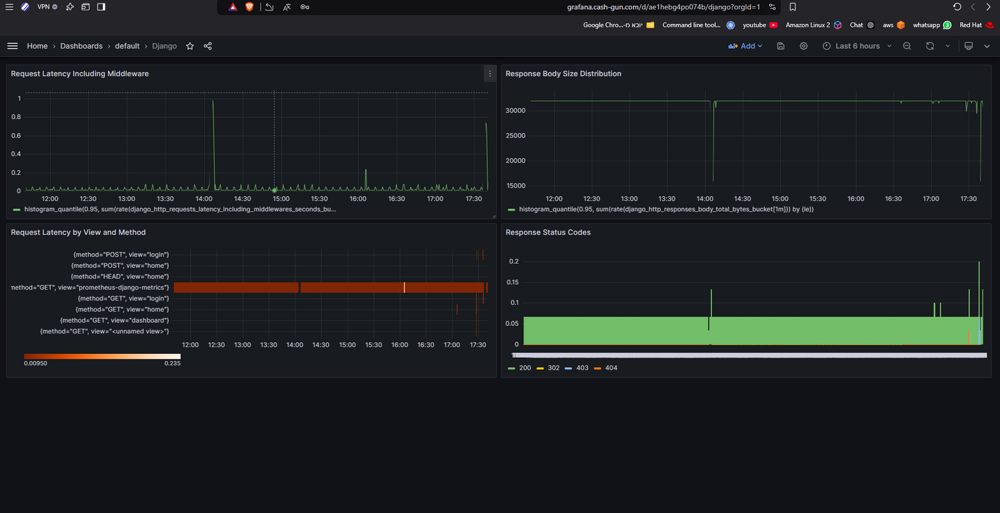 VPN
grafana.cash-gun.com/d/ae1hebg4po074b/django?orgId=1
Google Chro...-יובא מ Command line tool... youtube Amazon Linux 2 Chat aws whatsapp 3 Red Hat
Home › Dashboards › default › Django Add Last 6 hours
Request Latency Including Middleware
1
0.8
0.6
0.4
0.2
0
12:00 12:30 13:00 13:30 14:00 14:30 15:00 15:30 16:00 16:30 17:00 17:30
histogram_quantile(0.95, sum(rate(django_http_requests_latency_including_middlewares_seconds_bu...
Response Body Size Distribution
30000
25000
20000
15000
12:00 12:30 13:00 13:30 14:00 14:30 15:00 15:30 16:00 16:30 17:00 17:30
histogram_quantile(0.95, sum(rate(django_http_responses_body_total_bytes_bucket[1m])) by (le))
Request Latency by View and Method
{method="POST", view="login"}
{method="POST", view="home"}
{method="HEAD", view="home"}
method="GET", view="prometheus-django-metrics"}
{method="GET", view="login"}
{method="GET", view="home"}
{method="GET", view="dashboard"}
{method="GET", view="<unnamed view>"}
12:00 12:30 13:00 13:30 14:00 14:30 15:00 15:30 16:00 16:30 17:00 17:30
0.00950 0.235
Response Status Codes
0.2
0.15
0.1
0.05
0
200 302 403 404